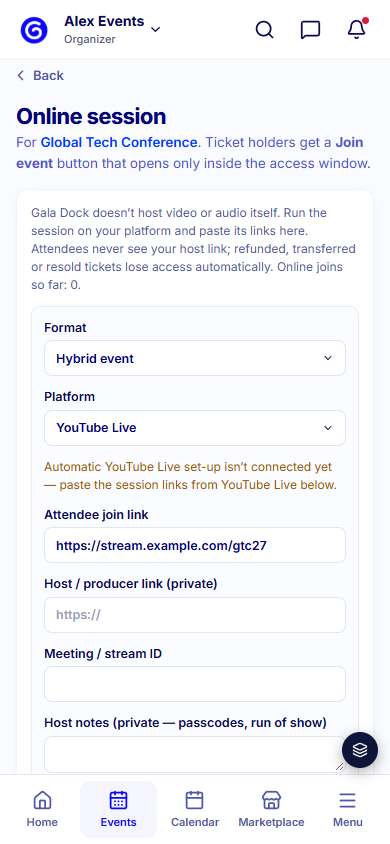 Alex Events
Organizer
Back
Online session
For Global Tech Conference. Ticket holders get a Join
event button that opens only inside the access window.
Gala Dock doesn’t host video or audio itself. Run the
session on your platform and paste its links here.
Attendees never see your host link; refunded, transferred
or resold tickets lose access automatically. Online joins
so far: 0.
Format
Hybrid event
Platform
YouTube Live
Automatic YouTube Live set-up isn’t connected yet
— paste the session links from YouTube Live below.
Attendee join link
https://stream.example.com/gtc27
Host / producer link (private)
https://
Meeting / stream ID
Host notes (private — passcodes, run of show)
Home
Events
Calendar
Marketplace
Menu